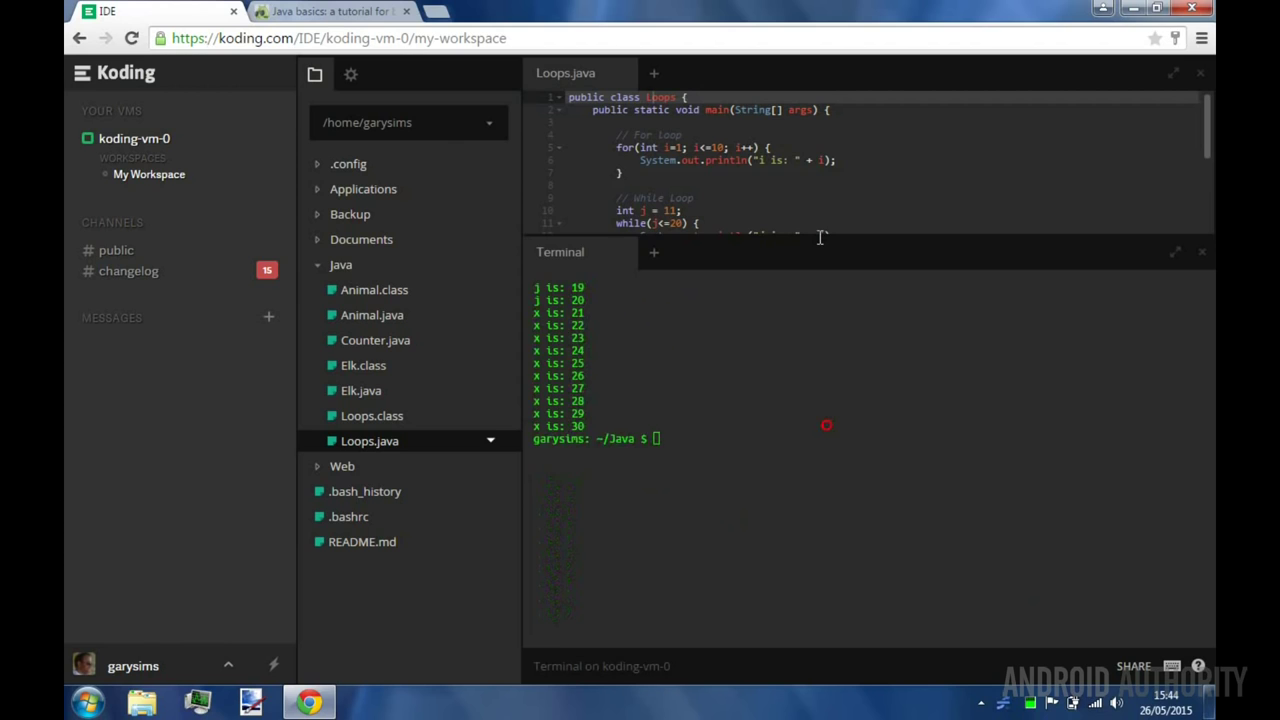 IDE
Java basics: a tutorial for
https://koding.com/IDE/koding-vm-0/my-workspace
Koding
YOUR VMS
koding-vm-0
WORKSPACES
My Workspace
CHANNELS
# public
# changelog
15
MESSAGES
garysims
/home/garysims
.config
Applications
Backup
Documents
Java
Animal.class
Animal.java
Counter.java
Elk.class
Elk.java
Loops.class
Loops.java
Web
.bash_history
.bashrc
README.md
Loops.java
1 public class Loops {
2 public static void main(String[] args) {
3
4 // For loop
5 for(int i=1; i<=10; i++) {
6 System.out.println("i is: " + i);
7 }
8
9 // While loop
10 int j = 11;
11 while(j<=20) {
Terminal
j is: 19
j is: 20
x is: 21
x is: 22
x is: 23
x is: 24
x is: 25
x is: 26
x is: 27
x is: 28
x is: 29
x is: 30
garysims: ~/Java $
Terminal on koding-vm-0
SHARE
ANDROID AUTHORITY
15:44
26/05/2015